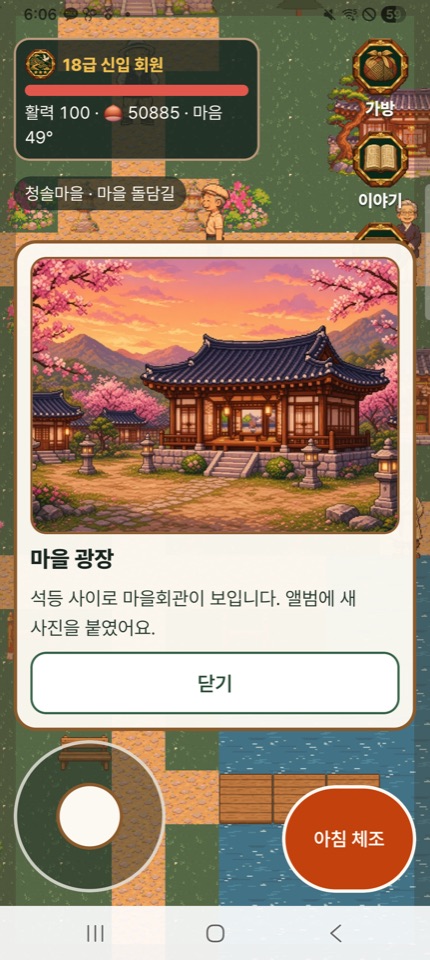 6:06
59
18급 신입 회원
활력 100 · 50885 · 마음
49°
가방
이야기
청솔마을 · 마을 돌담길
마을 광장
석등 사이로 마을회관이 보입니다. 앨범에 새
사진을 붙였어요.
닫기
아침 체조